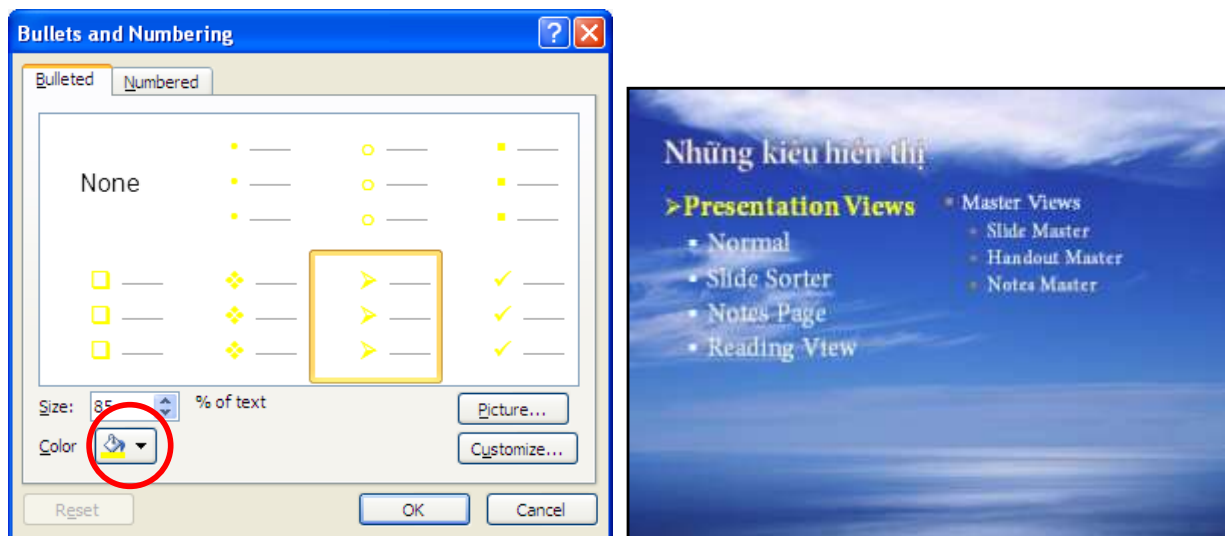 Bullets and Numbering
Bulleted Numbered
None
Size: 85 % of text
Picture...
Color
Customize...
Reset OK Cancel
Những kiểu hiển thị
➢Presentation Views
▪ Normal
▪ Slide Sorter
▪ Notes Page
▪ Reading View
▪ Master Views
▪ Slide Master
▪ Handout Master
▪ Notes Master